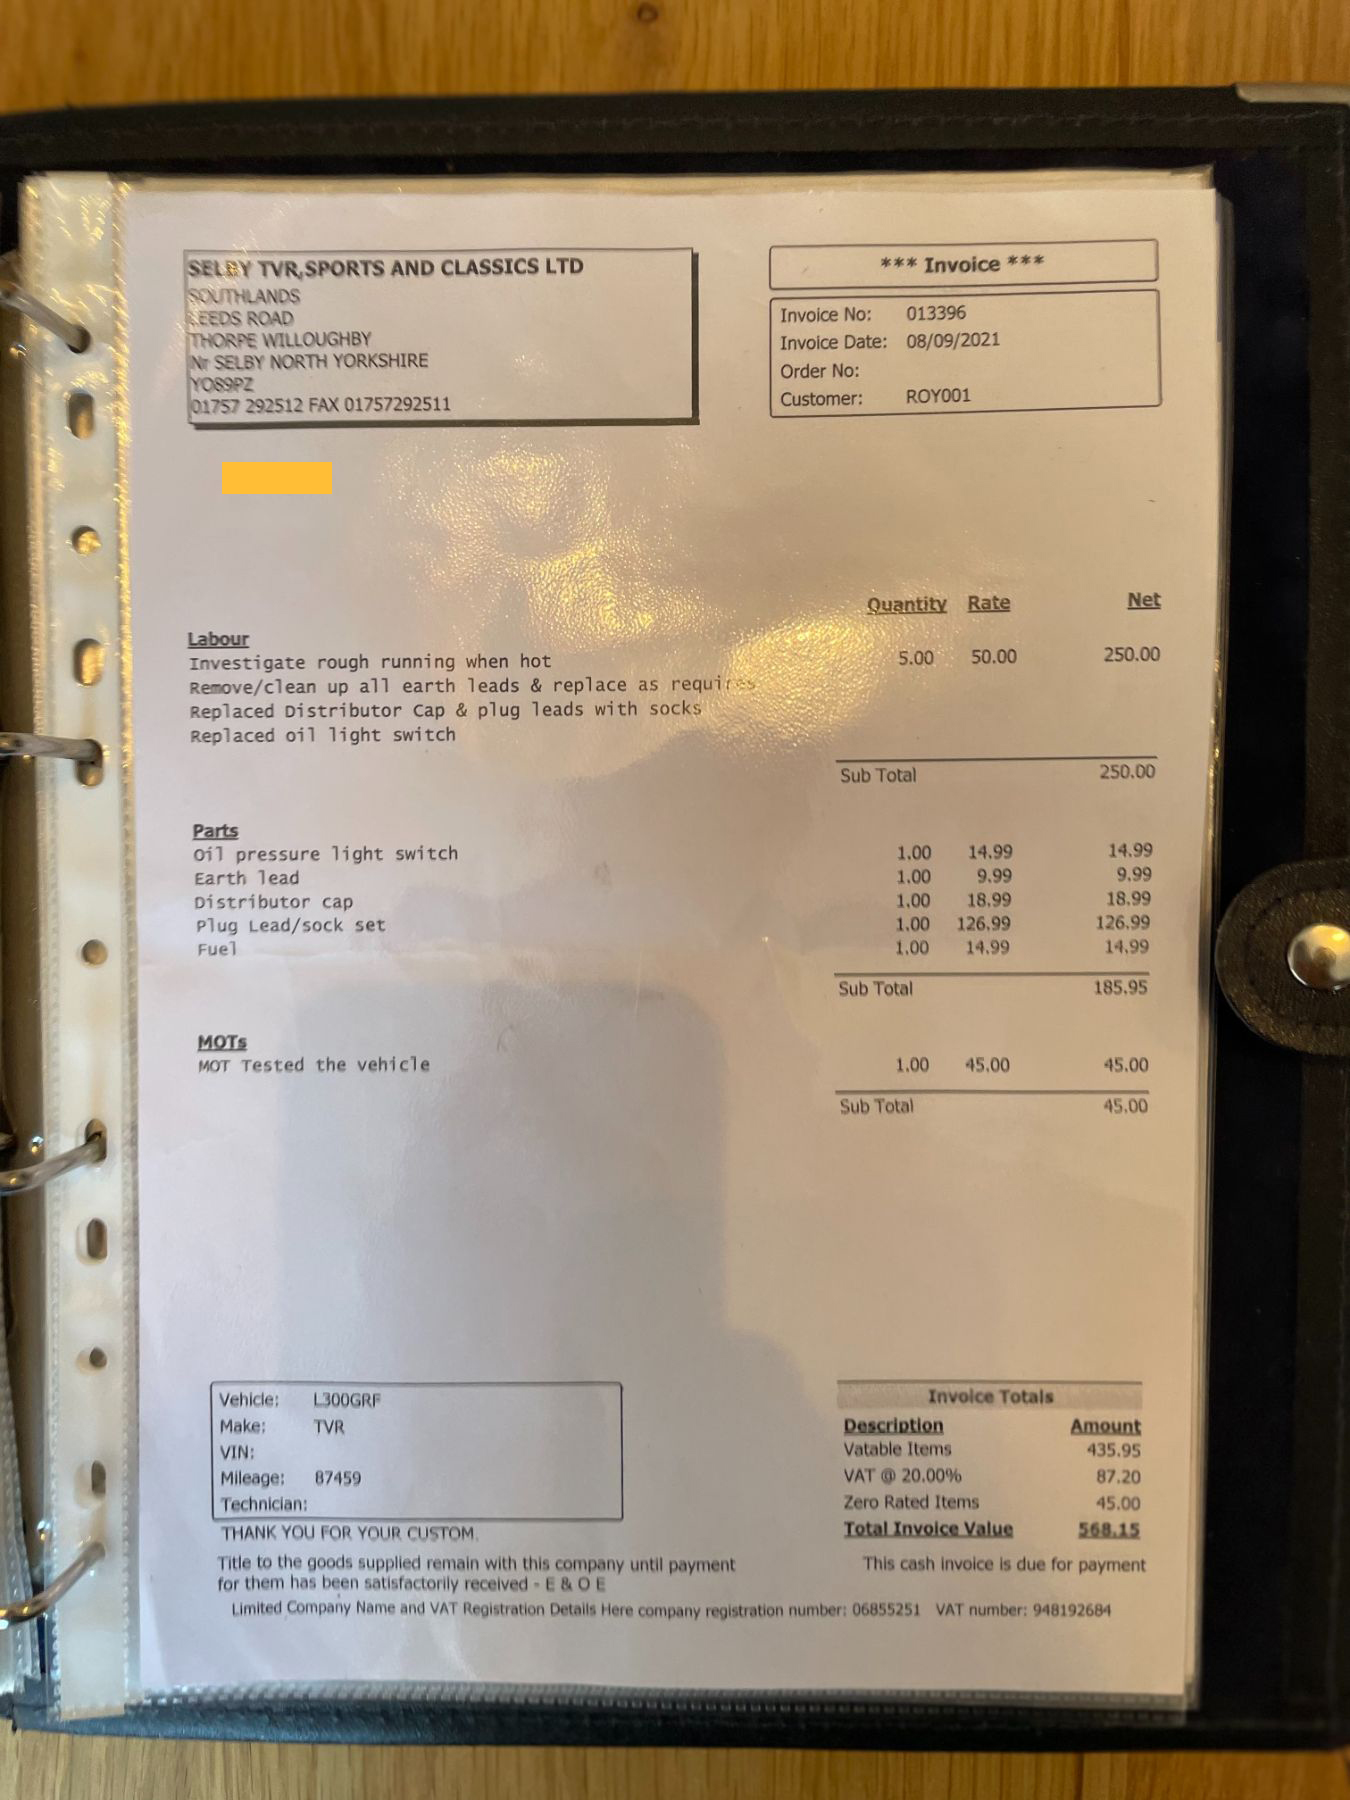 SELBY TVR,SPORTS AND CLASSICS LTD
SOUTHLANDS
LEEDS ROAD
THORPE WILLOUGHBY
Nr SELBY NORTH YORKSHIRE
YO89PZ
01757 292512 FAX 01757292511
*** Invoice ***
Invoice No: 013396
Invoice Date: 08/09/2021
Order No:
Customer: ROY001
Quantity Rate Net
Labour
Investigate rough running when hot 5.00 50.00 250.00
Remove/clean up all earth leads & replace as requires
Replaced Distributor Cap & plug leads with socks
Replaced oil light switch
Sub Total 250.00
Parts
Oil pressure light switch 1.00 14.99 14.99
Earth lead 1.00 9.99 9.99
Distributor cap 1.00 18.99 18.99
Plug Lead/sock set 1.00 126.99 126.99
Fuel 1.00 14.99 14.99
Sub Total 185.95
MOTs
MOT Tested the vehicle 1.00 45.00 45.00
Sub Total 45.00
Vehicle: L300GRF
Make: TVR
VIN:
Mileage: 87459
Technician:
Invoice Totals
Description Amount
Vatable Items 435.95
VAT @ 20.00% 87.20
Zero Rated Items 45.00
Total Invoice Value 568.15
THANK YOU FOR YOUR CUSTOM.
Title to the goods supplied remain with this company until payment
for them has been satisfactorily received - E & O E
This cash invoice is due for payment
Limited Company Name and VAT Registration Details Here company registration number: 06855251 VAT number: 948192684